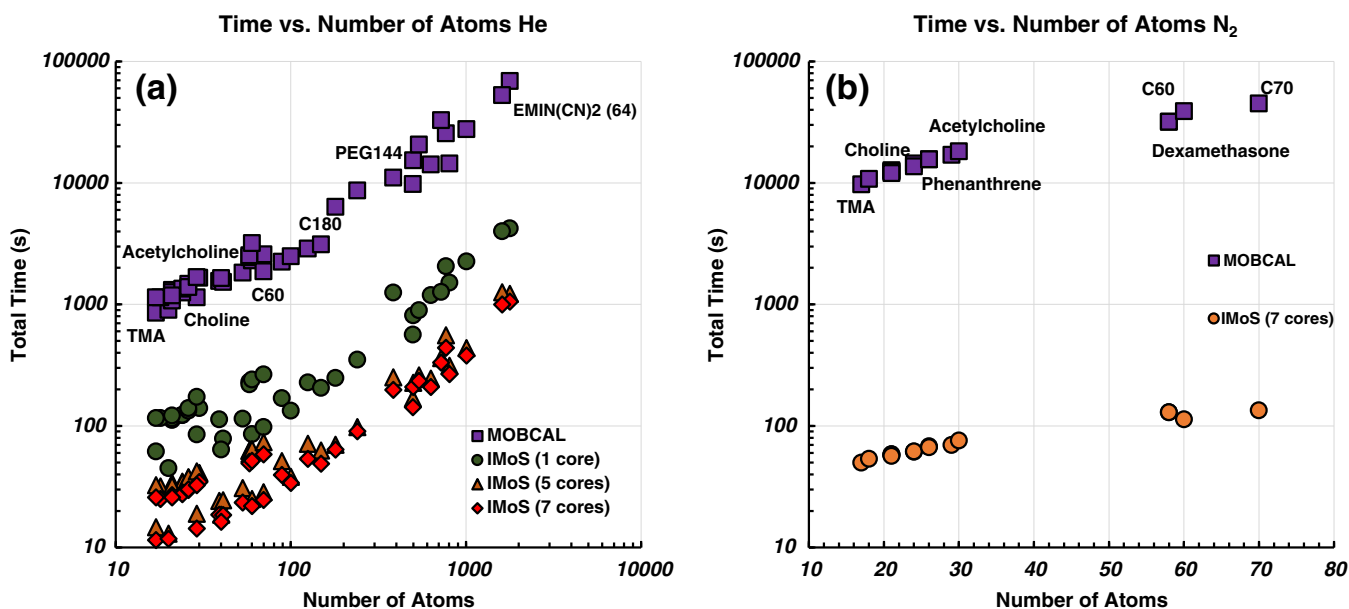 Time vs. Number of Atoms He
(a)
Total Time (s)
100000
10000
1000
100
10
EMIN(CN)2 (64)
PEG144
C180
Acetylcholine
C60
Choline
TMA
MOBCAL
IMoS (1 core)
IMoS (5 cores)
IMoS (7 cores)
10 100 1000 10000
Number of Atoms
Time vs. Number of Atoms N₂
(b)
Total Time (s)
100000
10000
1000
100
10
C60
C70
Acetylcholine
Choline
Dexamethasone
Phenanthrene
TMA
MOBCAL
IMoS (7 cores)
10 20 30 40 50 60 70 80
Number of Atoms